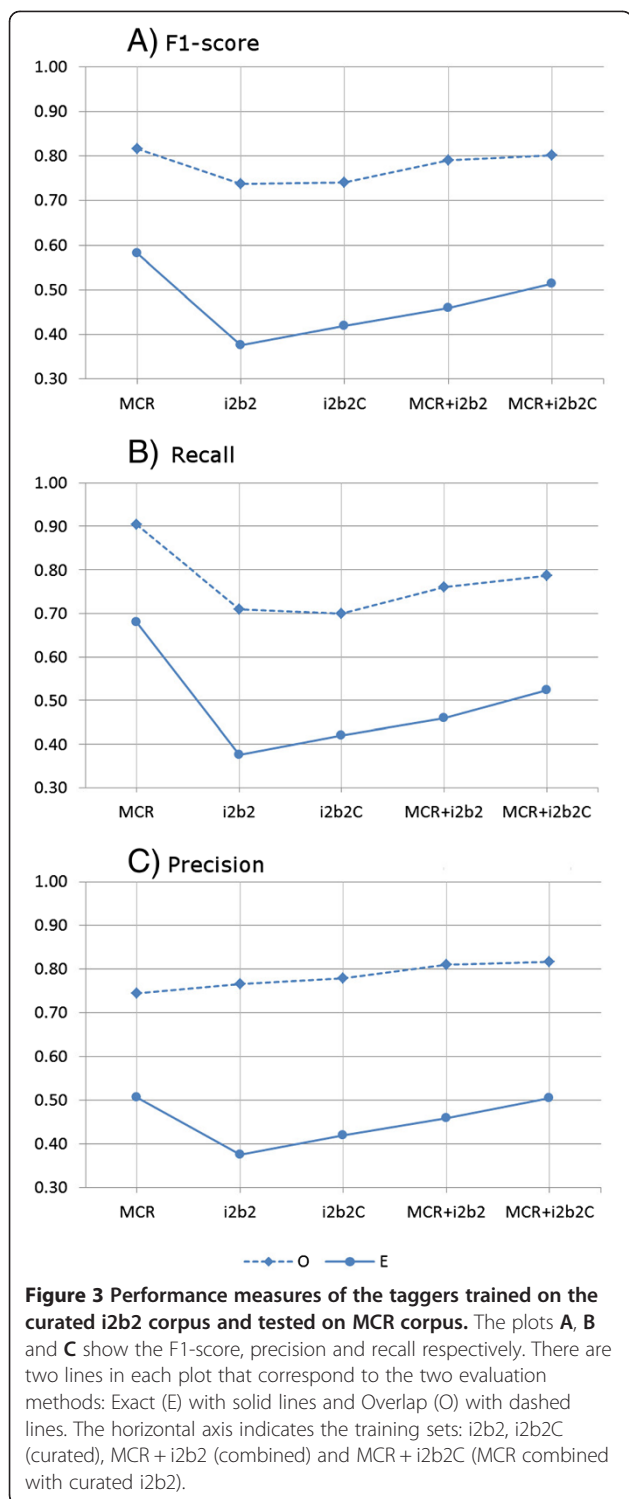 A) F1-score
1.00
0.90
0.80
0.70
0.60
0.50
0.40
0.30
MCR i2b2 i2b2C MCR+i2b2 MCR+i2b2C
B) Recall
1.00
0.90
0.80
0.70
0.60
0.50
0.40
0.30
MCR i2b2 i2b2C MCR+i2b2 MCR+i2b2C
C) Precision
1.00
0.90
0.80
0.70
0.60
0.50
0.40
0.30
MCR i2b2 i2b2C MCR+i2b2 MCR+i2b2C
O E
Figure 3 Performance measures of the taggers trained on the
curated i2b2 corpus and tested on MCR corpus. The plots A, B
and C show the F1-score, precision and recall respectively. There are
two lines in each plot that correspond to the two evaluation
methods: Exact (E) with solid lines and Overlap (O) with dashed
lines. The horizontal axis indicates the training sets: i2b2, i2b2C
(curated), MCR + i2b2 (combined) and MCR + i2b2C (MCR combined
with curated i2b2).